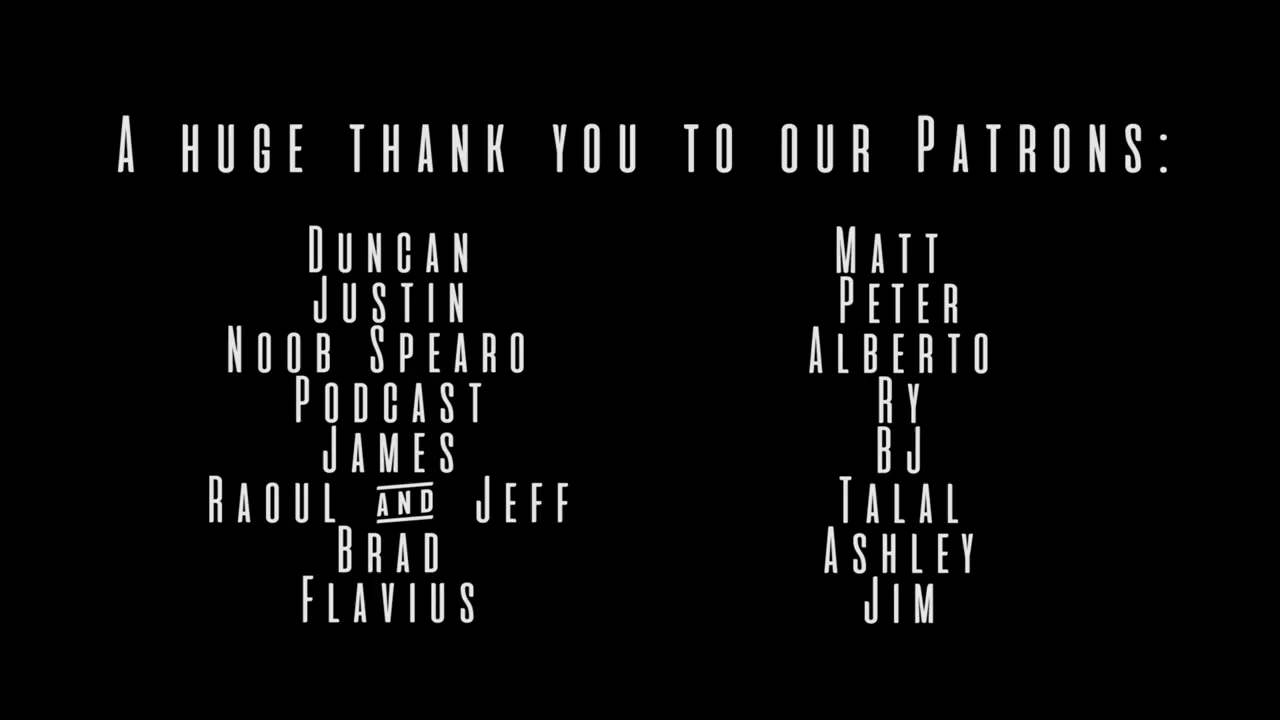 A huge thank you to our Patrons:
Duncan
Justin
Noob Spearo
Podcast
James
Raoul and Jeff
Brad
Flavius
Matt
Peter
Alberto
Ry
BJ
Talal
Ashley
Jim